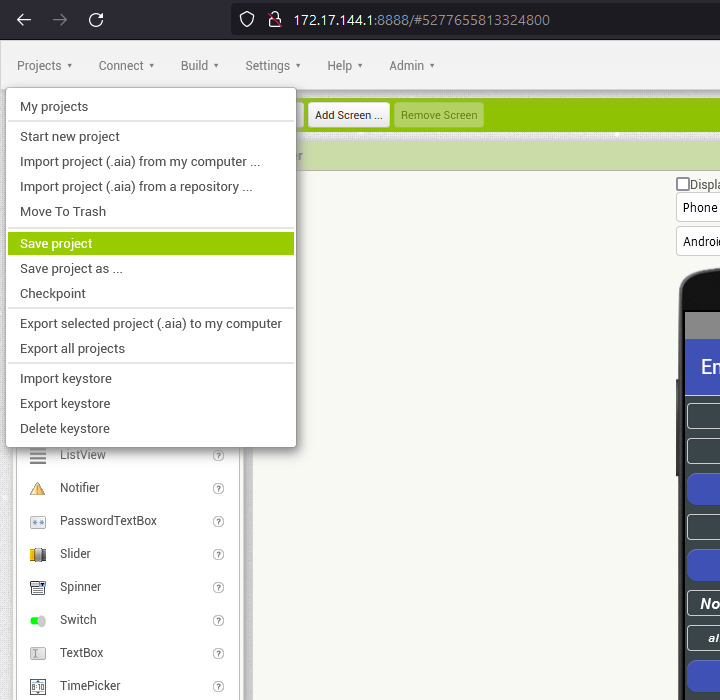 172.17.144.1:8888/#5277655813324800
Projects Connect Build Settings Help Admin
My projects
Start new project
Import project (.aia) from my computer ...
Import project (.aia) from a repository ...
Move To Trash
Save project
Save project as ...
Checkpoint
Export selected project (.aia) to my computer
Export all projects
Import keystore
Export keystore
Delete keystore
Add Screen ... Remove Screen
ListView
Notifier
PasswordTextBox
Slider
Spinner
Switch
TextBox
TimePicker
Displa
Phone
Androi
En
No
al